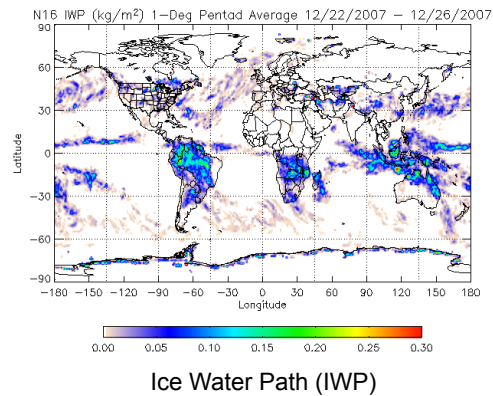 N16 IWP (kg/m²) 1-Deg Pentad Average 12/22/2007 – 12/26/2007
90
60
30
0
−30
−60
−90
Latitude
−180 −150 −120 −90 −60 −30 0 30 60 90 120 150 180
Longitude
0.00 0.05 0.10 0.15 0.20 0.30
Ice Water Path (IWP)